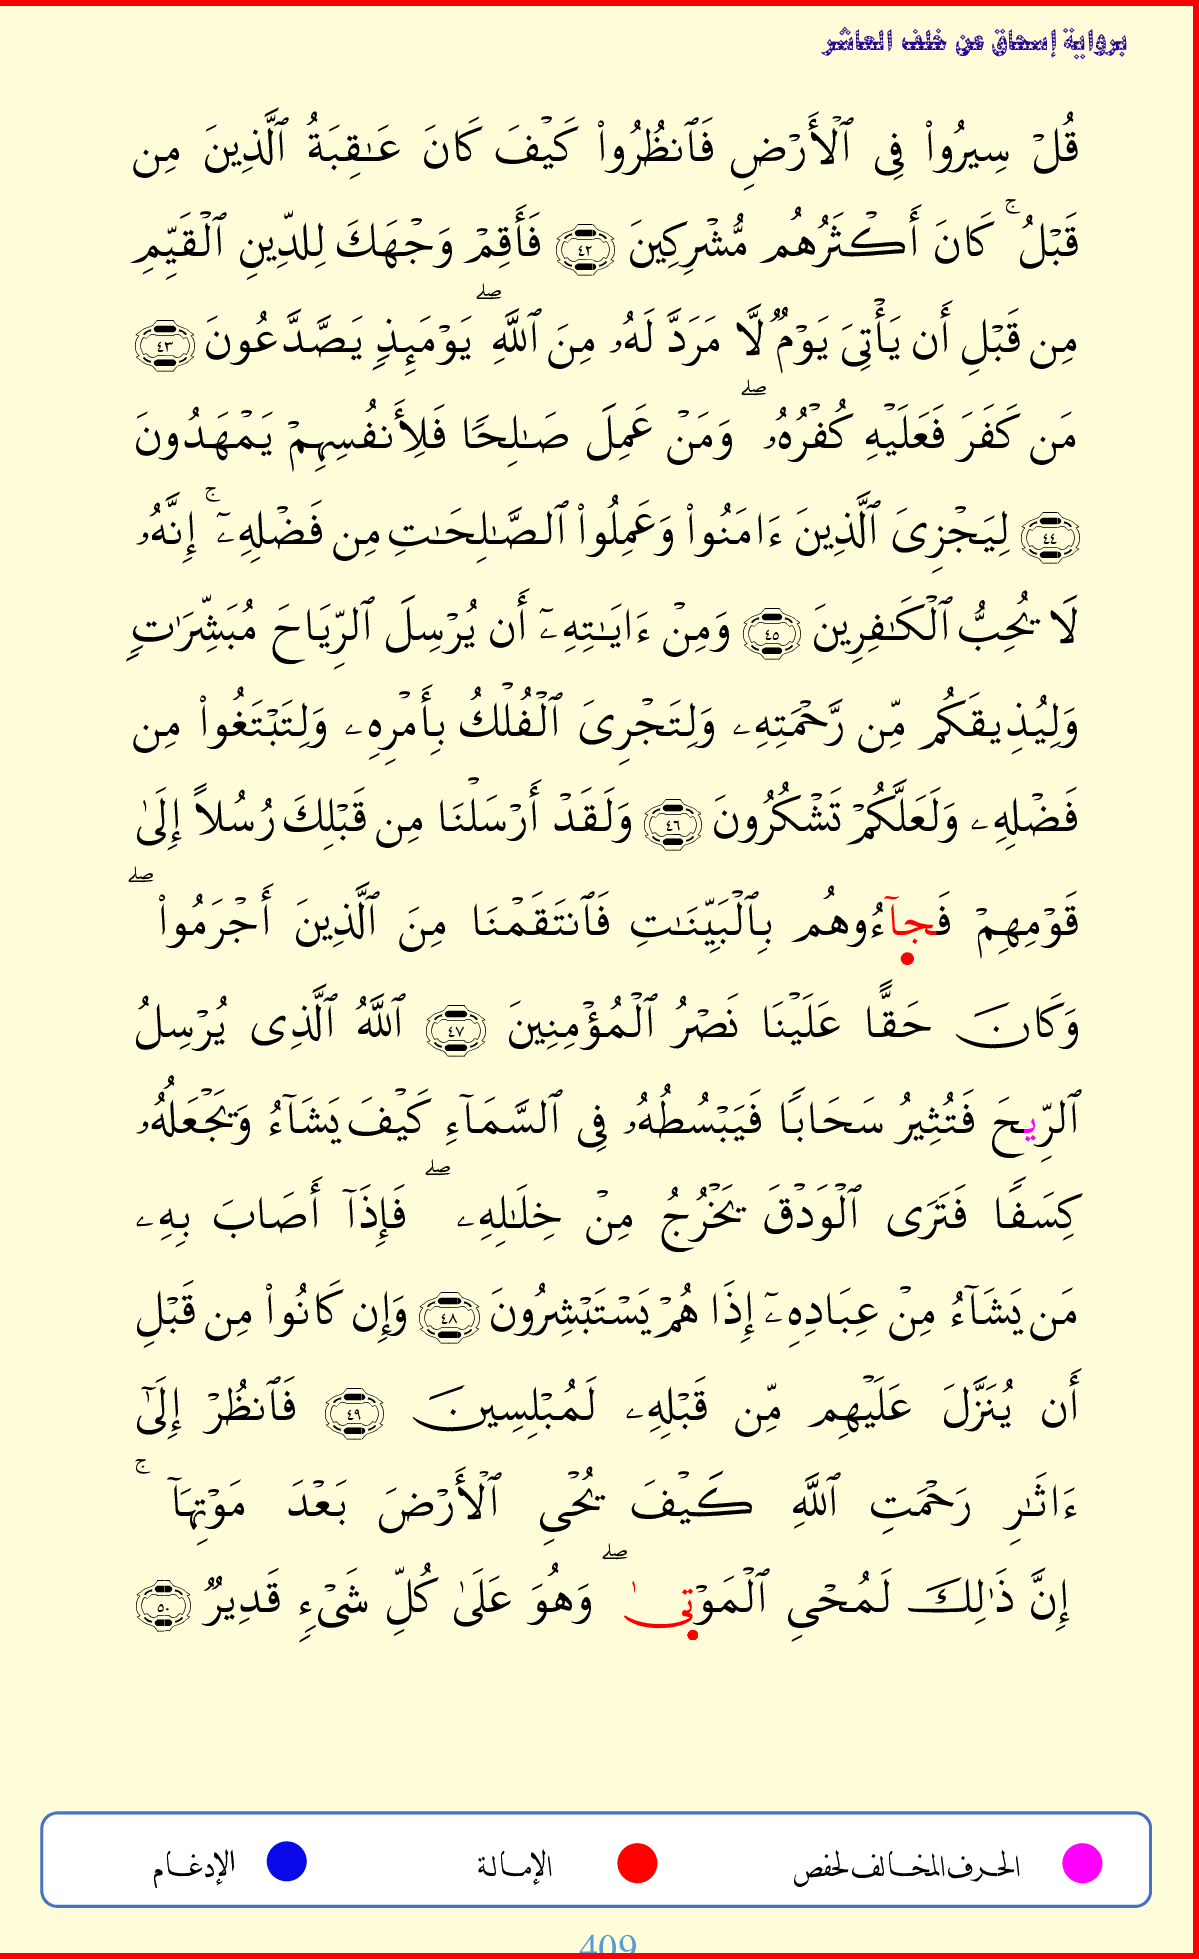 برواية إسحاق عن خلف العاشر
قُلۡ سِيرُواْ فِى ٱلۡأَرۡضِ فَٱنظُرُواْ كَيۡفَ كَانَ عَـٰقِبَةُ ٱلَّذِينَ مِن
قَبۡلُ ۚ كَانَ أَكۡثَرُهُم مُّشۡرِكِينَ ٤٢ فَأَقِمۡ وَجۡهَكَ لِلدِّينِ ٱلۡقَيِّمِ
مِن قَبۡلِ أَن يَأۡتِىَ يَوۡمٌ لَّا مَرَدَّ لَهُۥ مِنَ ٱللَّهِ ۖ يَوۡمَئِذٍ يَصَّدَّعُونَ ٤٣
مَن كَفَرَ فَعَلَيۡهِ كُفۡرُهُۥ ۖ وَمَنۡ عَمِلَ صَـٰلِحًا فَلِأَنفُسِهِمۡ يَمۡهَدُونَ
٤٤ لِيَجۡزِىَ ٱلَّذِينَ ءَامَنُواْ وَعَمِلُواْ ٱلصَّـٰلِحَـٰتِ مِن فَضۡلِهِۦٓ ۚ إِنَّهُۥ
لَا يُحِبُّ ٱلۡكَـٰفِرِينَ ٤٥ وَمِنۡ ءَايَـٰتِهِۦٓ أَن يُرۡسِلَ ٱلرِّيَاحَ مُبَشِّرَٰتٍ
وَلِيُذِيقَكُم مِّن رَّحۡمَتِهِۦ وَلِتَجۡرِىَ ٱلۡفُلۡكُ بِأَمۡرِهِۦ وَلِتَبۡتَغُواْ مِن
فَضۡلِهِۦ وَلَعَلَّكُمۡ تَشۡكُرُونَ ٤٦ وَلَقَدۡ أَرۡسَلۡنَا مِن قَبۡلِكَ رُسُلاً إِلَىٰ
قَوۡمِهِمۡ فَجآءُوهُم بِٱلۡبَيِّنَـٰتِ فَٱنتَقَمۡنَا مِنَ ٱلَّذِينَ أَجۡرَمُواْ ۖ
وَكَانَ حَقًّا عَلَيۡنَا نَصۡرُ ٱلۡمُؤۡمِنِينَ ٤٧ ٱللَّهُ ٱلَّذِى يُرۡسِلُ
ٱلرِّيحَ فَتُثِيرُ سَحَابًا فَيَبۡسُطُهُۥ فِى ٱلسَّمَآءِ كَيۡفَ يَشَآءُ وَيَجۡعَلُهُۥ
كِسَفًا فَتَرَى ٱلۡوَدۡقَ يَخۡرُجُ مِنۡ خِلَـٰلِهِۦ ۖ فَإِذَآ أَصَابَ بِهِۦ
مَن يَشَآءُ مِنۡ عِبَادِهِۦٓ إِذَا هُمۡ يَسۡتَبۡشِرُونَ ٤٨ وَإِن كَانُواْ مِن قَبۡلِ
أَن يُنَزَّلَ عَلَيۡهِم مِّن قَبۡلِهِۦ لَمُبۡلِسِينَ ٤٩ فَٱنظُرۡ إِلَىٰٓ
ءَاثَـٰرِ رَحۡمَتِ ٱللَّهِ كَيۡفَ يُحۡىِ ٱلۡأَرۡضَ بَعۡدَ مَوۡتِهَآ ۚ
إِنَّ ذَٰلِكَ لَمُحۡىِ ٱلۡمَوۡتىٰ ۖ وَهُوَ عَلَىٰ كُلِّ شَىۡءٍ قَدِيرٌ ٥٠
الحرف المخالف لحفص الإمالة الإدغام
409